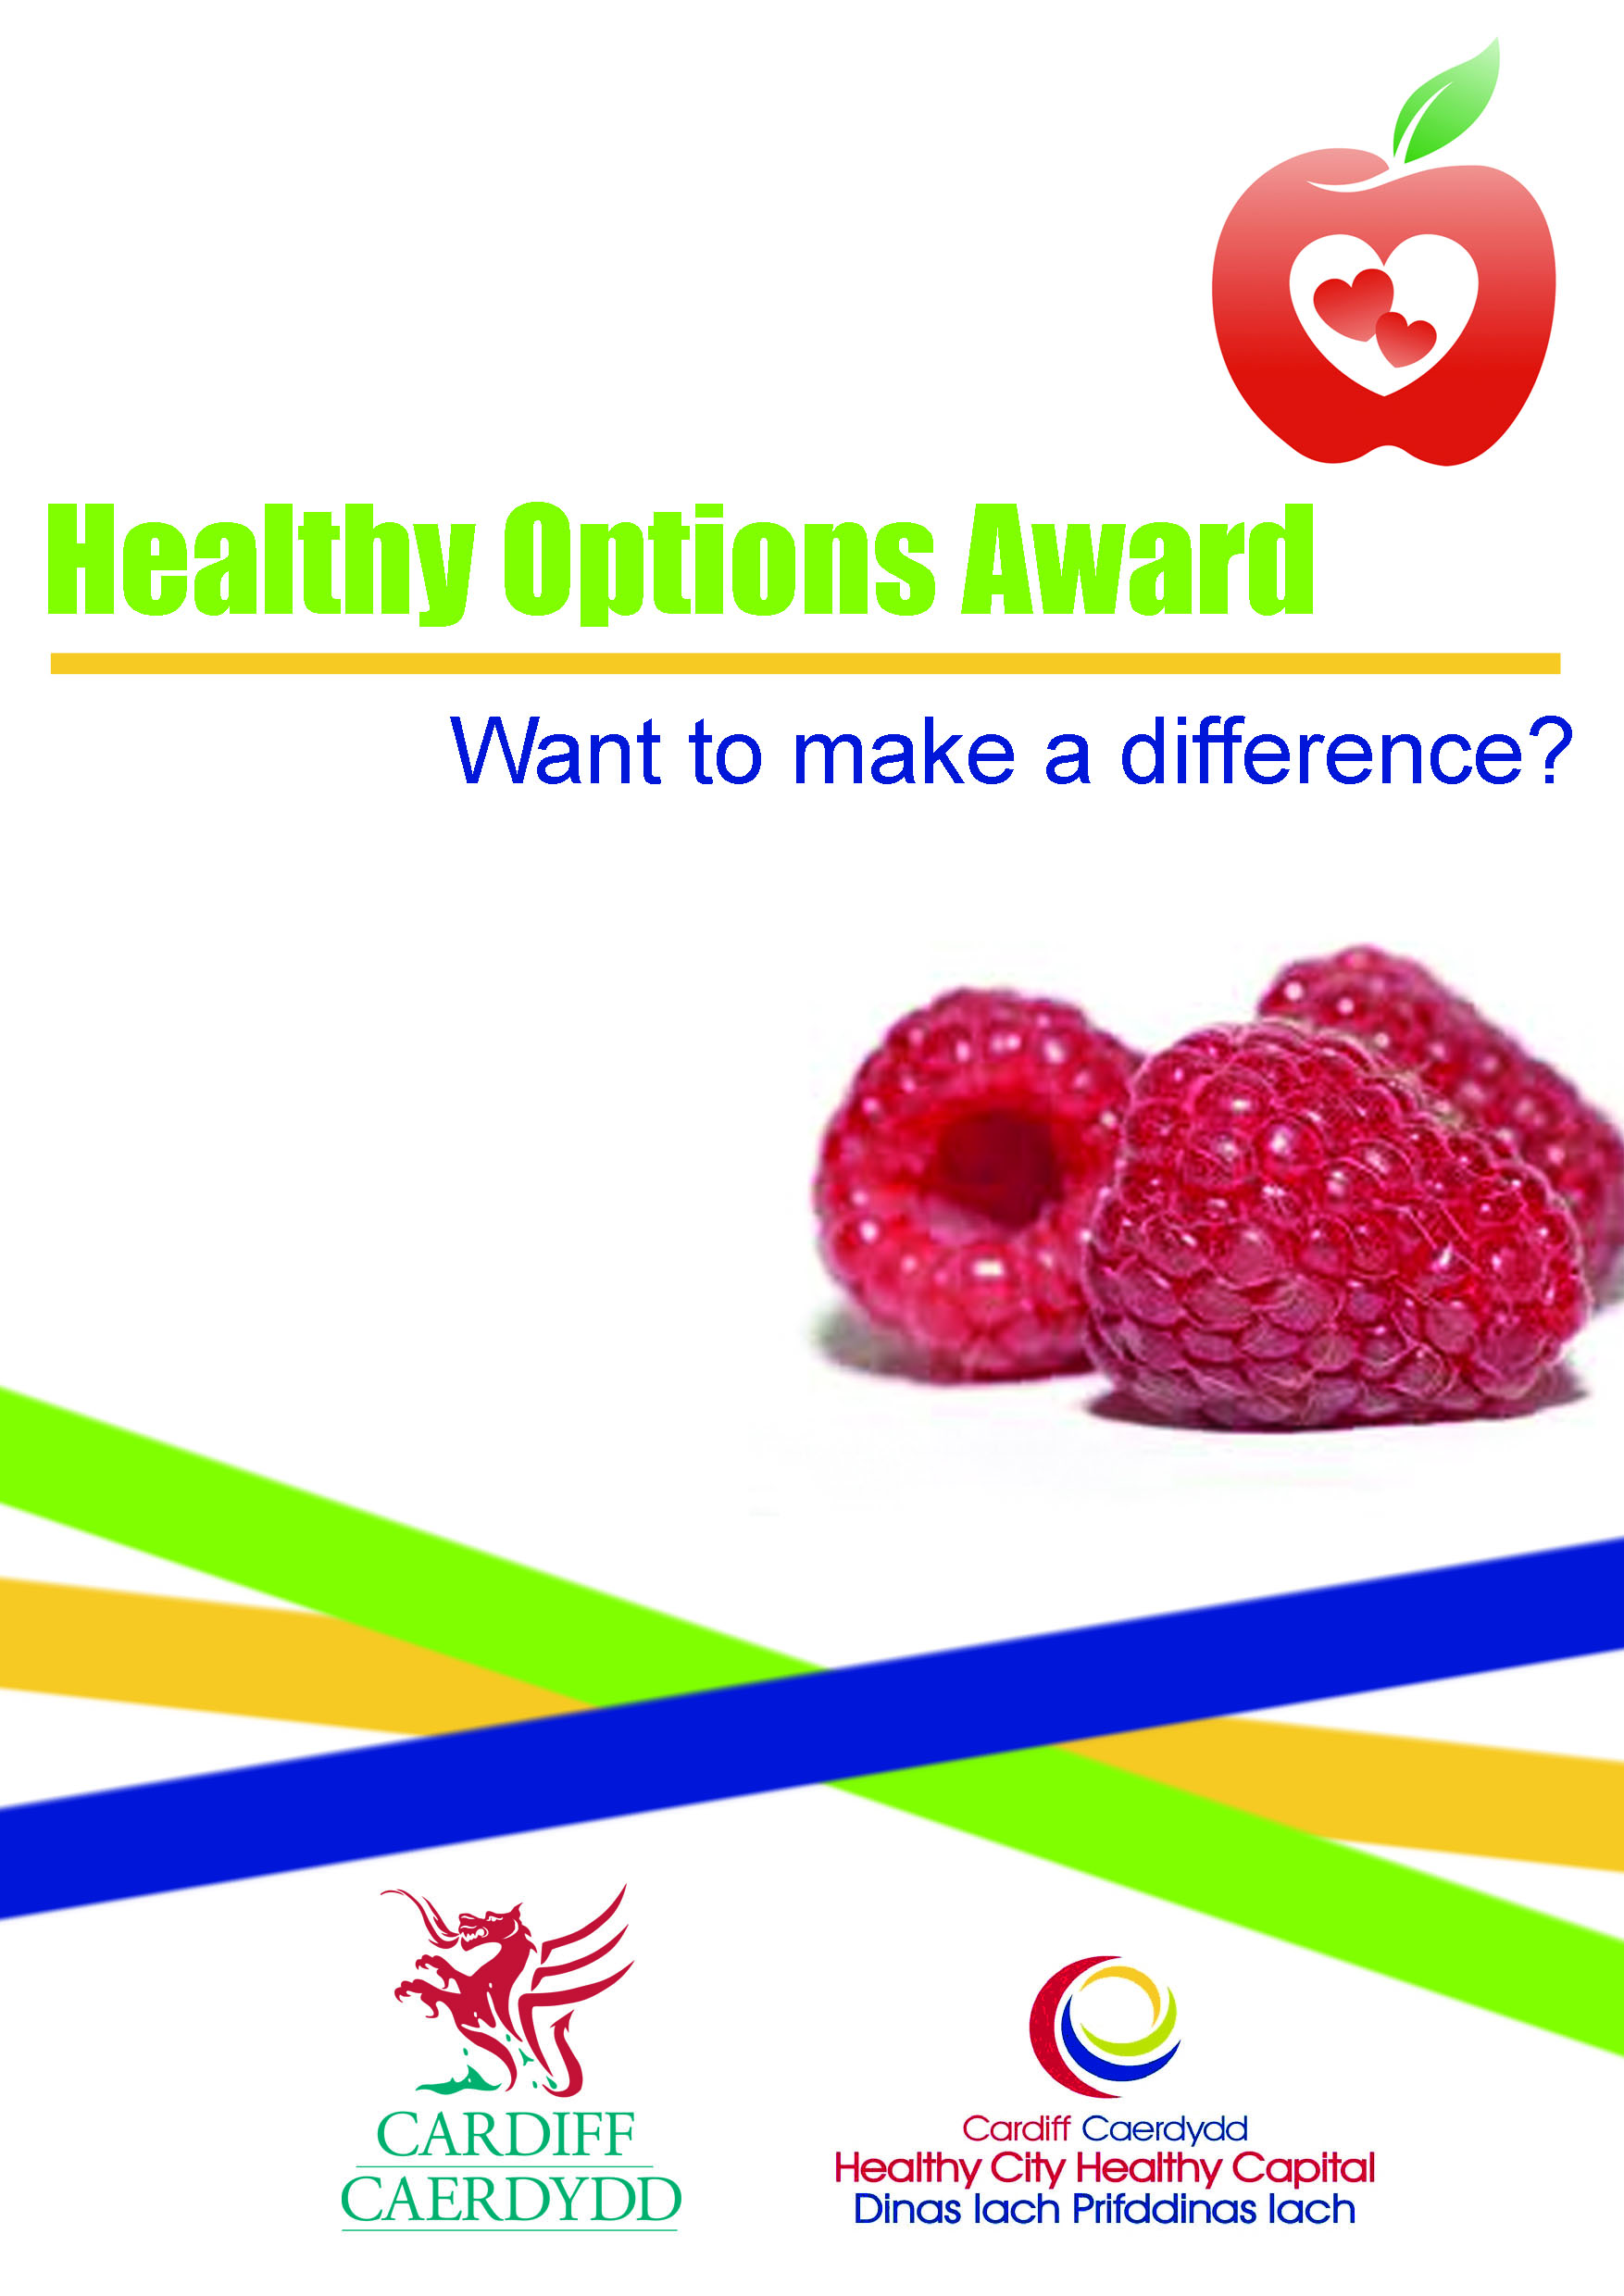 Healthy Options Award
Want to make a difference?
CARDIFF
CAERDYDD
Cardiff Caerdydd
Healthy City Healthy Capital
Dinas Iach Prifddinas Iach